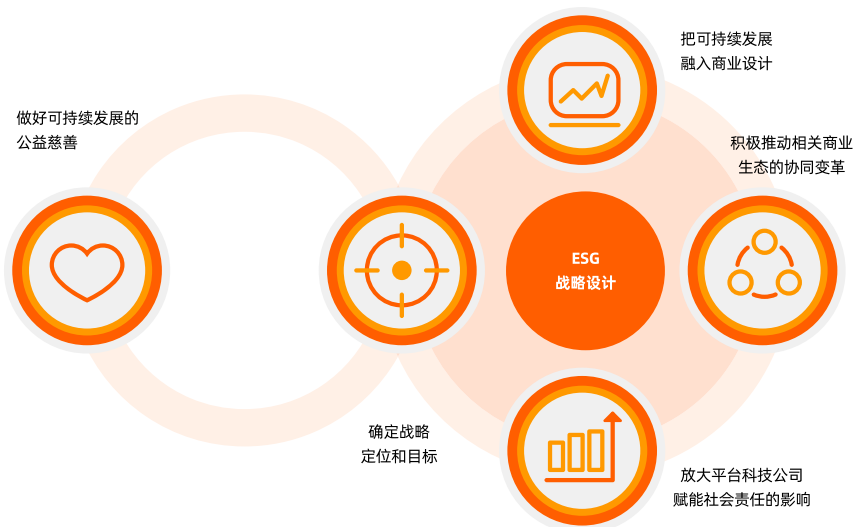 把可持续发展
融入商业设计
做好可持续发展的
公益慈善
积极推动相关商业
生态的协同变革
ESG
战略设计
确定战略
定位和目标
放大平台科技公司
赋能社会责任的影响